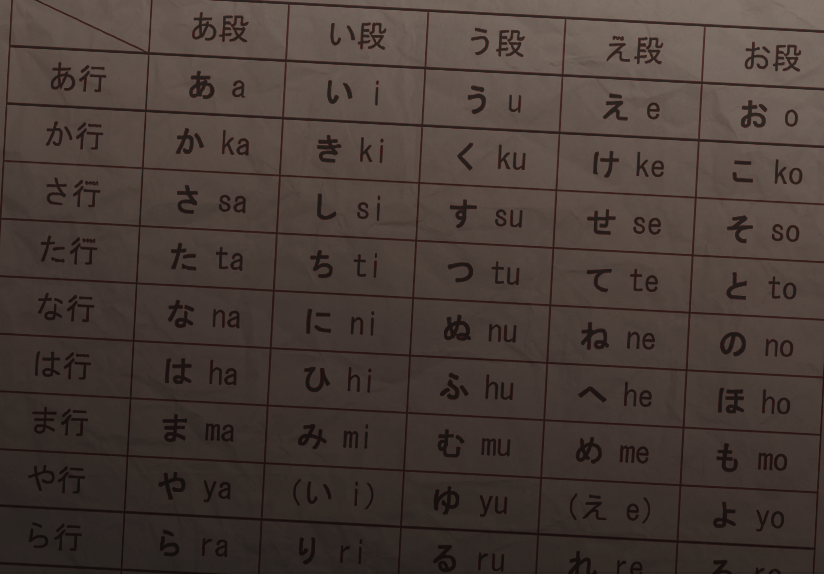 あ段 い段 う段 え段 お段
あ行 あ a い i う u え e お o
か行 か ka き ki く ku け ke こ ko
さ行 さ sa し si す su せ se そ so
た行 た ta ち ti つ tu て te と to
な行 な na に ni ぬ nu ね ne の no
は行 は ha ひ hi ふ hu へ he ほ ho
ま行 ま ma み mi む mu め me も mo
や行 や ya (い i) ゆ yu (え e) よ yo
ら行 ら ra り ri る ru れ re ろ ro